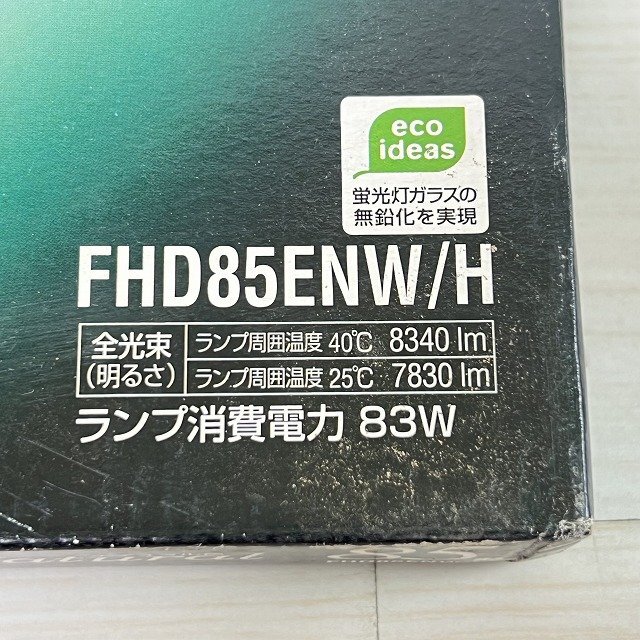 eco
ideas
蛍光灯ガラスの
無鉛化を実現
FHD85ENW/H
全光束
(明るさ)
ランプ周囲温度 40℃ 8340 lm
ランプ周囲温度 25℃ 7830 lm
ランプ消費電力 83W
85